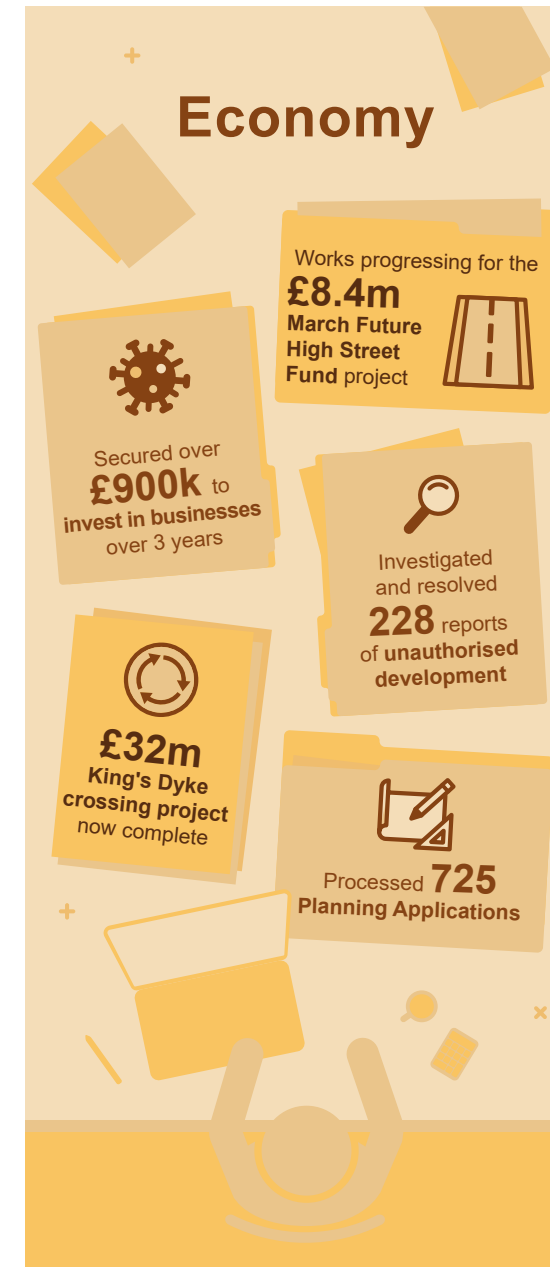 Economy
Works progressing for the
£8.4m
March Future
High Street
Fund project
Secured over
£900k to
invest in businesses
over 3 years
Investigated
and resolved
228 reports
of unauthorised
development
£32m
King's Dyke
crossing project
now complete
Processed 725
Planning Applications